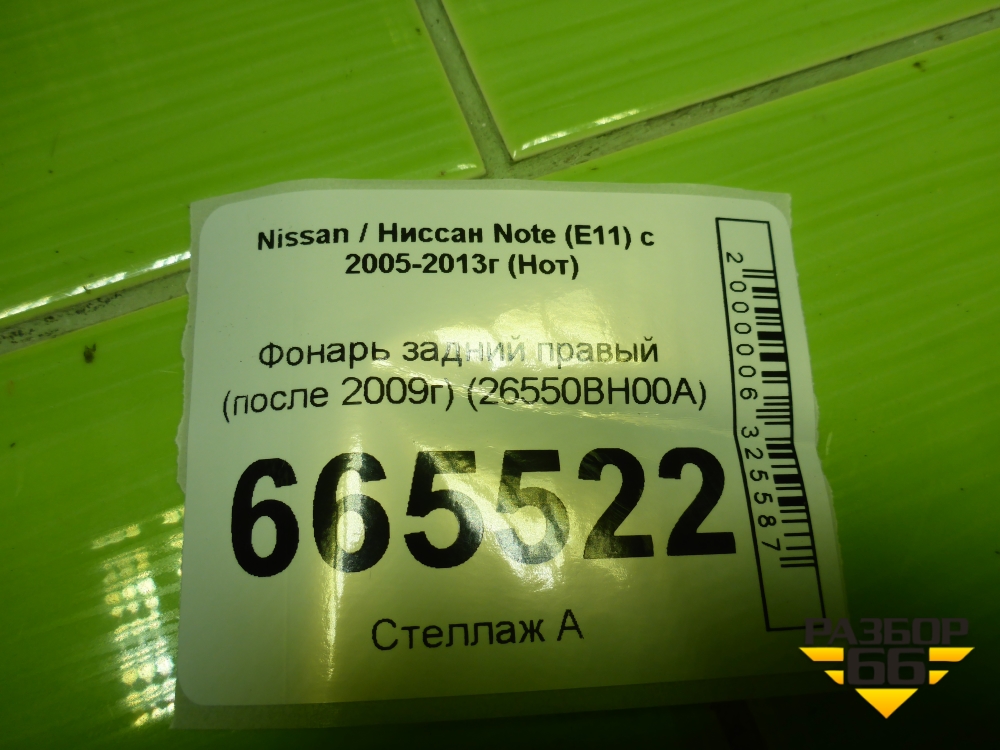 Nissan / Ниссан Note (E11) с
2005-2013г (Нот)
Фонарь задний правый
(после 2009г) (26550BH00A)
665522
Стеллаж А
2000006325587
РАЗБОР
66